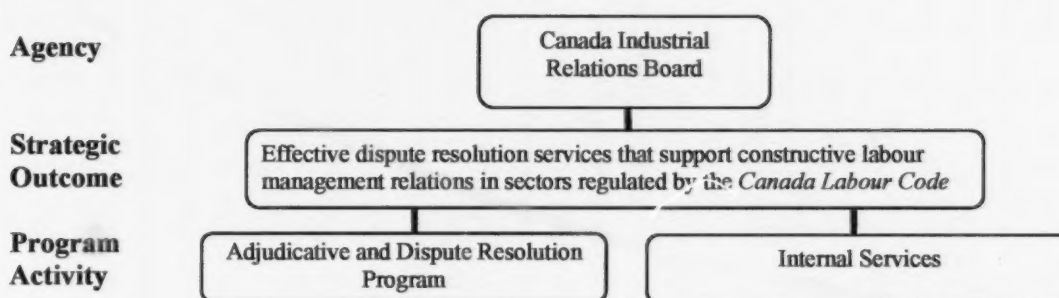 Agency
Canada Industrial
Relations Board
Strategic
Outcome
Effective dispute resolution services that support constructive labour
management relations in sectors regulated by the Canada Labour Code
Program
Activity
Adjudicative and Dispute Resolution
Program
Internal Services